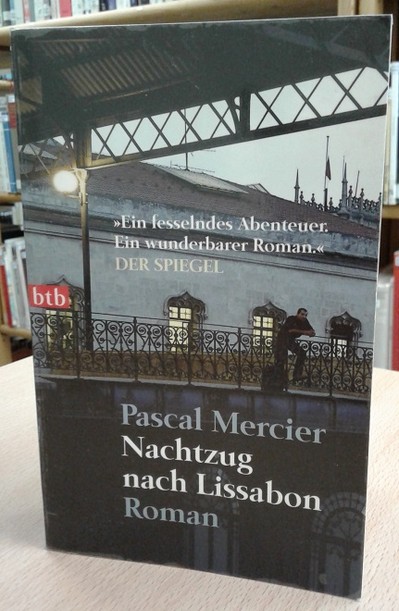 »Ein fesselndes Abenteuer.
Ein wunderbarer Roman.«
DER SPIEGEL
btb
Pascal Mercier
Nachtzug
nach Lissabon
Roman